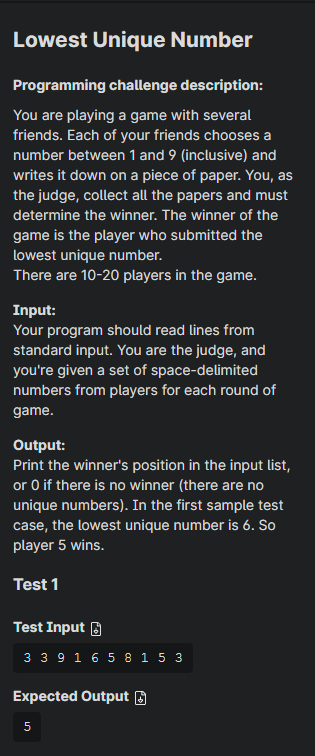 Lowest Unique Number
Programming challenge description:
You are playing a game with several
friends. Each of your friends chooses a
number between 1 and 9 (inclusive) and
writes it down on a piece of paper. You, as
the judge, collect all the papers and must
determine the winner. The winner of the
game is the player who submitted the
lowest unique number.
There are 10-20 players in the game.
Input:
Your program should read lines from
standard input. You are the judge, and
you're given a set of space-delimited
numbers from players for each round of
game.
Output:
Print the winner's position in the input list,
or 0 if there is no winner (there are no
unique numbers). In the first sample test
case, the lowest unique number is 6. So
player 5 wins.
Test 1
Test Input
3 3 9 1 6 5 8 1 5 3
Expected Output
5